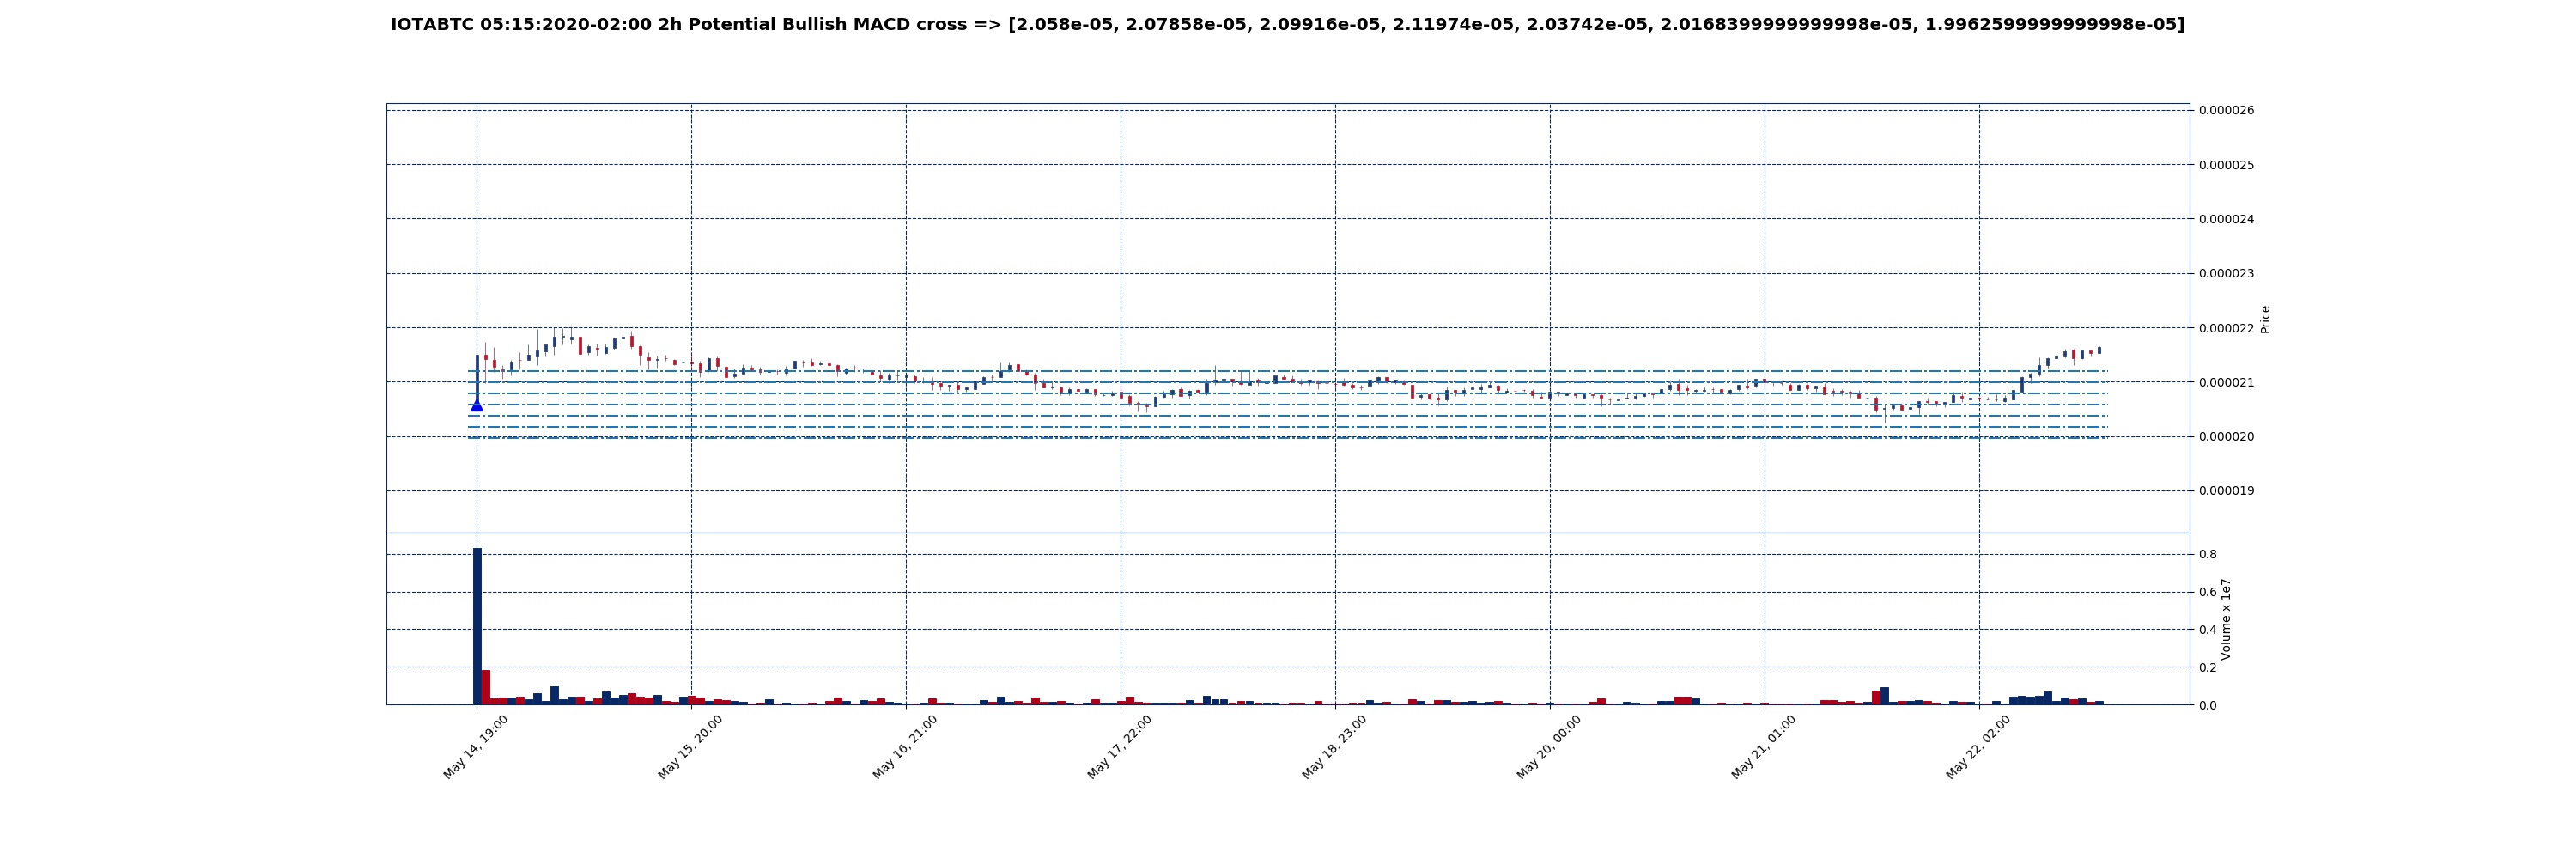 IOTABTC 05:15:2020-02:00 2h Potential Bullish MACD cross => [2.058e-05, 2.07858e-05, 2.09916e-05, 2.11974e-05, 2.03742e-05, 2.0168399999999998e-05, 1.9962599999999998e-05]
0.000026
0.000025
0.000024
0.000023
0.000022
0.000021
0.000020
0.000019
Price
0.8
0.6
0.4
0.2
0.0
Volume x 1e7
May 14, 19:00
May 15, 20:00
May 16, 21:00
May 17, 22:00
May 18, 23:00
May 20, 00:00
May 21, 01:00
May 22, 02:00